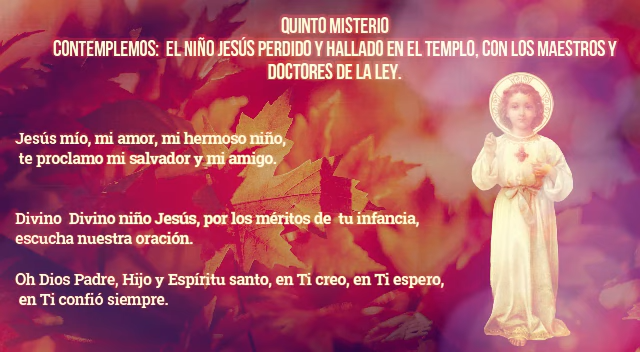 QUINTO MISTERIO
CONTEMPLEMOS: EL NIÑO JESÚS PERDIDO Y HALLADO EN EL TEMPLO, CON LOS MAESTROS Y
DOCTORES DE LA LEY.
Jesús mío, mi amor, mi hermoso niño,
te proclamo mi salvador y mi amigo.
Divino Divino niño Jesús, por los méritos de tu infancia,
escucha nuestra oración.
Oh Dios Padre, Hijo y Espíritu santo, en Ti creo, en Ti espero,
en Ti confió siempre.